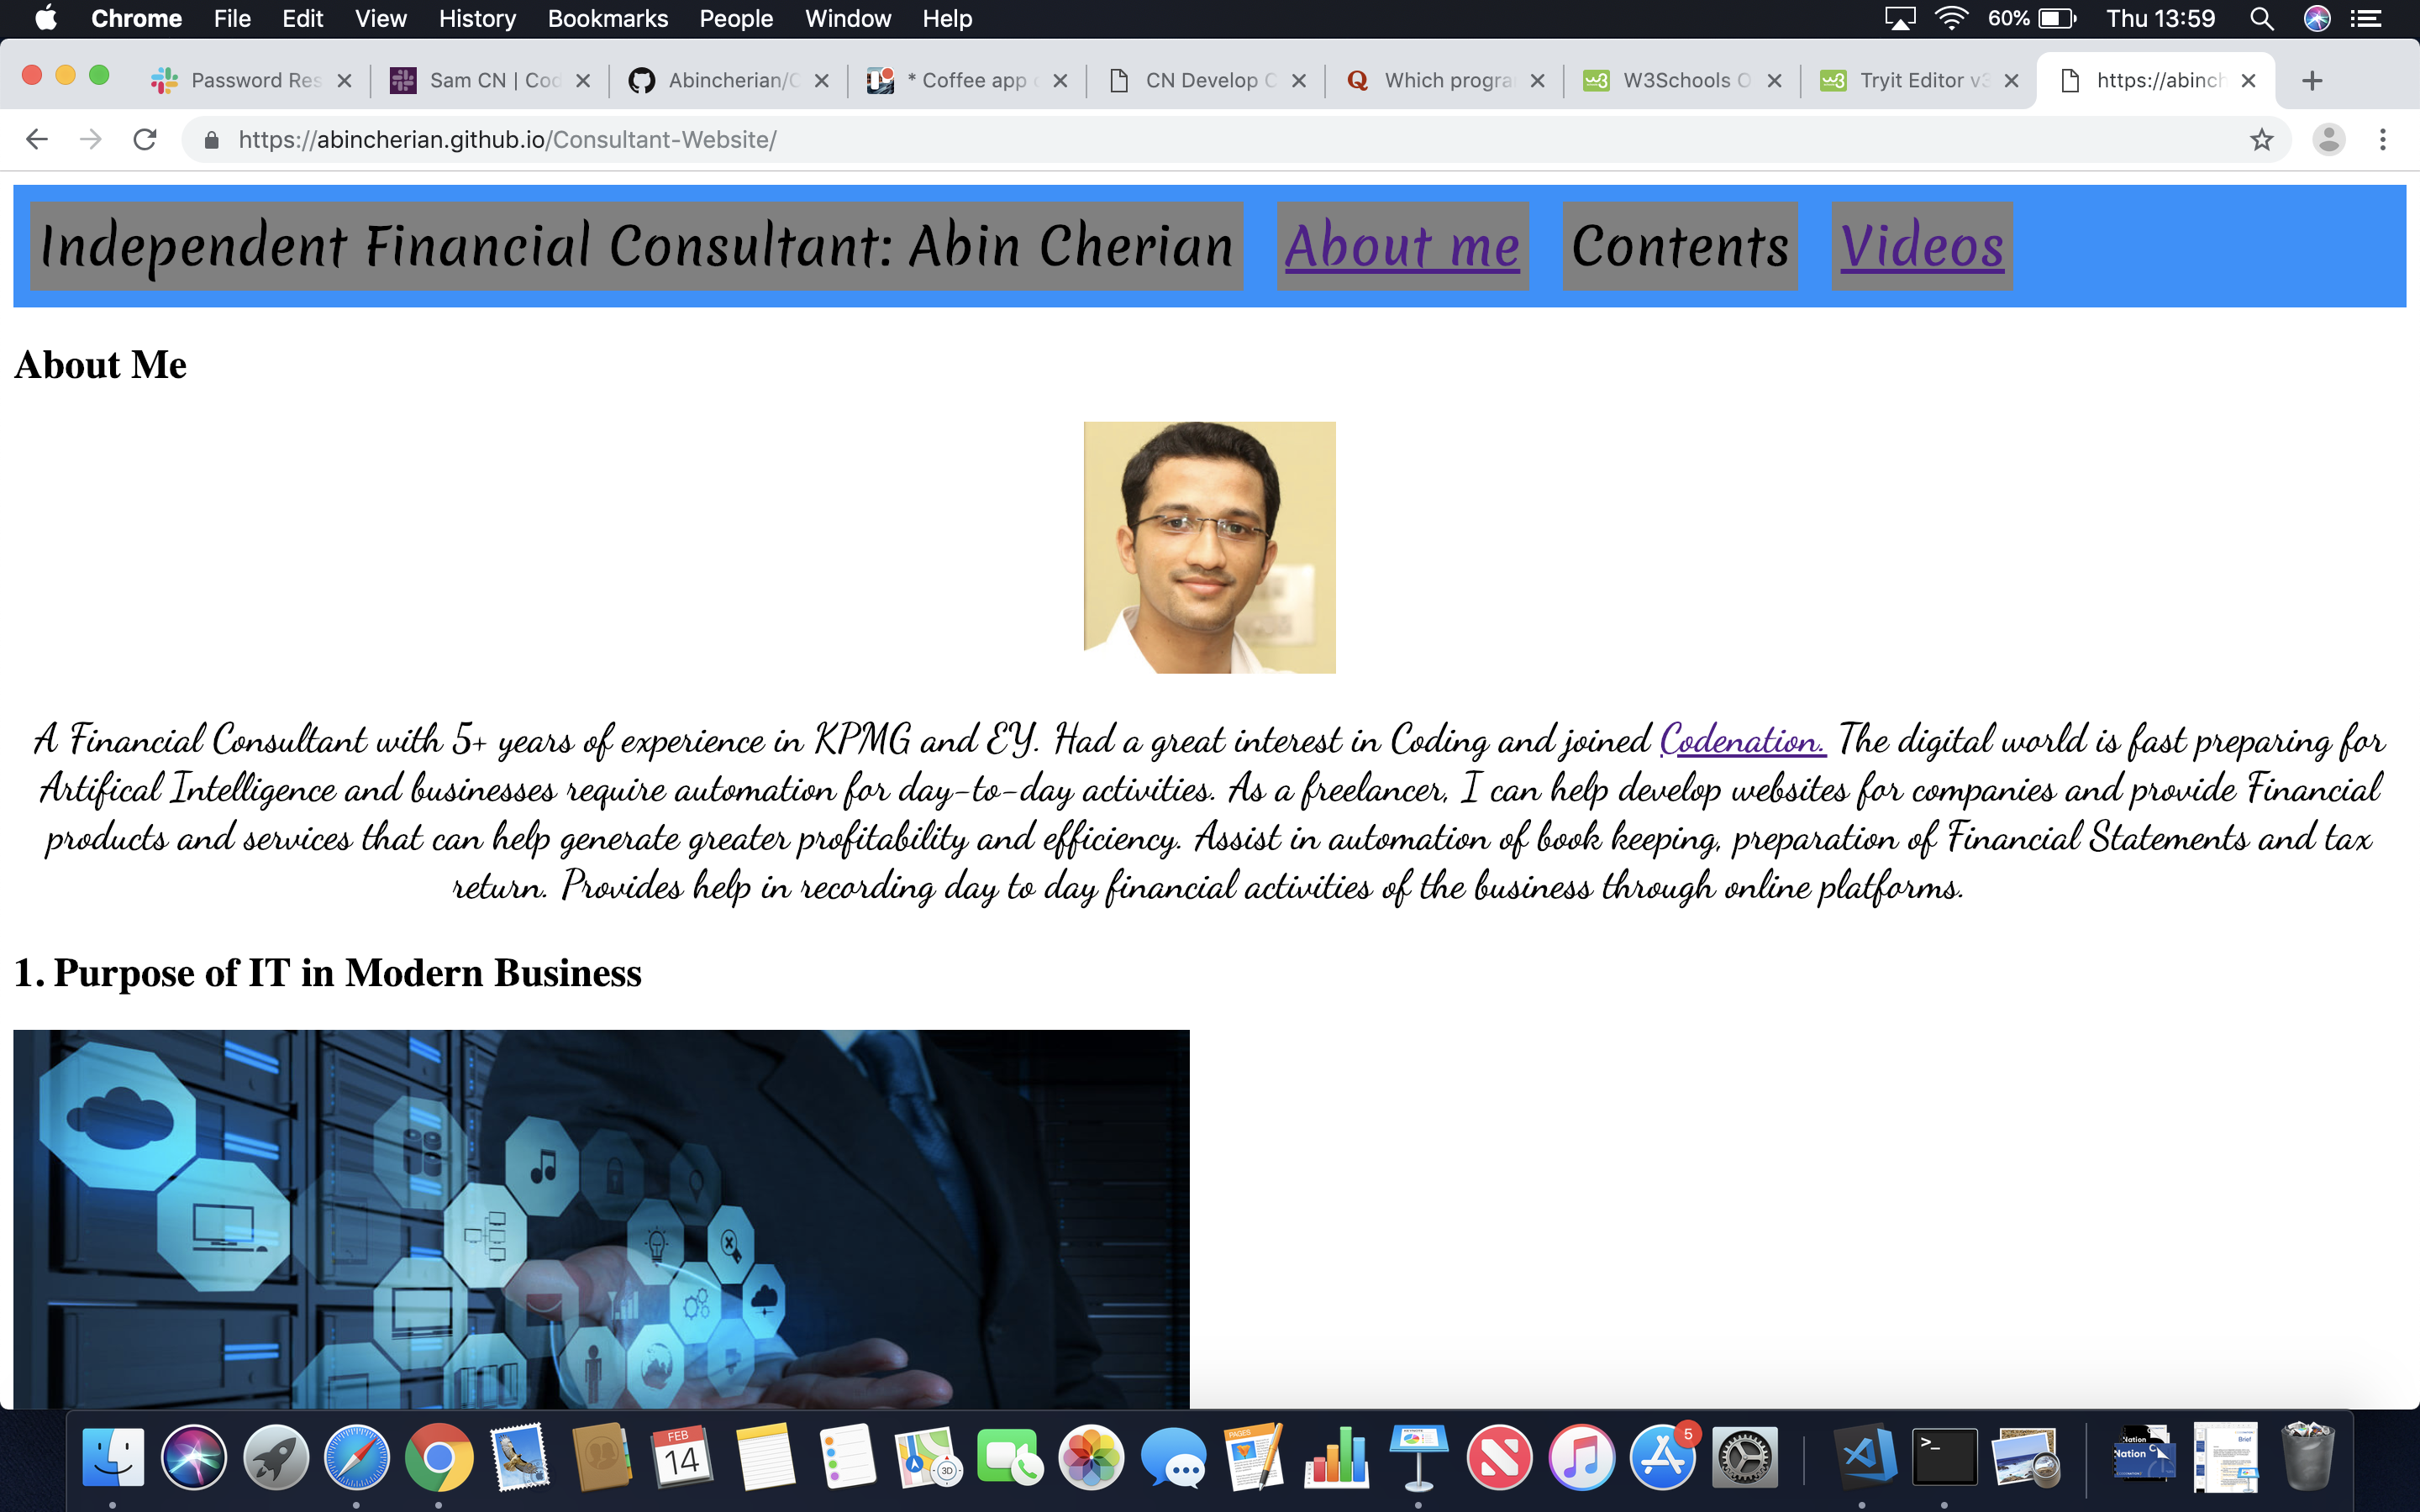 Chrome File Edit View History Bookmarks People Window Help 60% Thu 13:59
Password Res Sam CN | Cod Abincherian/C * Coffee app CN Develop C Which progra W3Schools O Tryit Editor v3 https://abinch
https://abincherian.github.io/Consultant-Website/
Independent Financial Consultant: Abin Cherian About me Contents Videos
About Me
A Financial Consultant with 5+ years of experience in KPMG and EY. Had a great interest in Coding and joined Codenation. The digital world is fast preparing for
Artifical Intelligence and businesses require automation for day-to-day activities. As a freelancer, I can help develop websites for companies and provide Financial
products and services that can help generate greater profitability and efficiency. Assist in automation of book keeping, preparation of Financial Statements and tax
return. Provides help in recording day to day financial activities of the business through online platforms.
1. Purpose of IT in Modern Business
FEB
14
3D
PAGES
5
>_
Nation
Nation
Brief